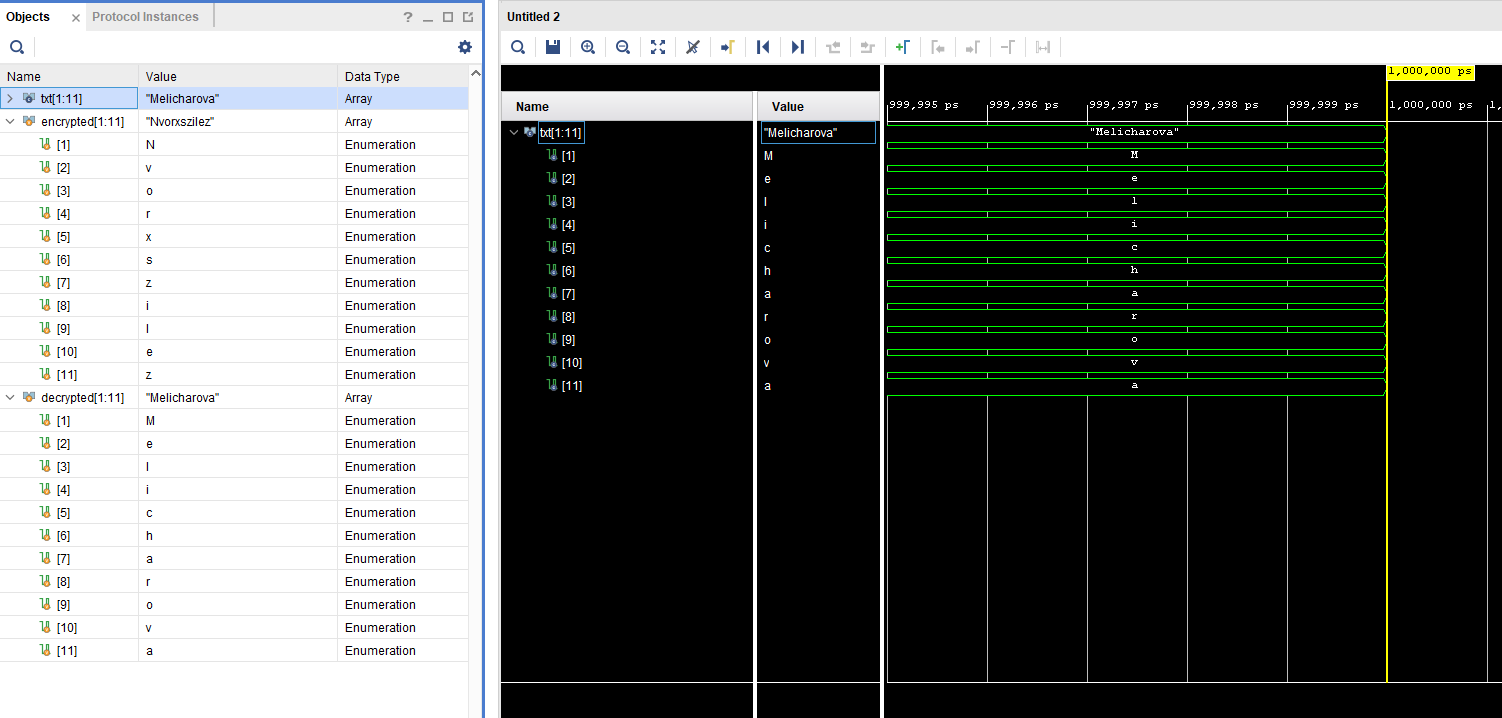 Objects × Protocol Instances ?
Name Value Data Type
txt[1:11] "Melicharova" Array
encrypted[1:11] "Nvorxszilez" Array
[1] N Enumeration
[2] v Enumeration
[3] o Enumeration
[4] r Enumeration
[5] x Enumeration
[6] s Enumeration
[7] z Enumeration
[8] i Enumeration
[9] l Enumeration
[10] e Enumeration
[11] z Enumeration
decrypted[1:11] "Melicharova" Array
[1] M Enumeration
[2] e Enumeration
[3] l Enumeration
[4] i Enumeration
[5] c Enumeration
[6] h Enumeration
[7] a Enumeration
[8] r Enumeration
[9] o Enumeration
[10] v Enumeration
[11] a Enumeration
Untitled 2
1,000,000 ps
Name Value 999,995 ps 999,996 ps 999,997 ps 999,998 ps 999,999 ps 1,000,000 ps 1,
txt[1:11] "Melicharova" "Melicharova"
[1] M M
[2] e e
[3] l l
[4] i i
[5] c c
[6] h h
[7] a a
[8] r r
[9] o o
[10] v v
[11] a a